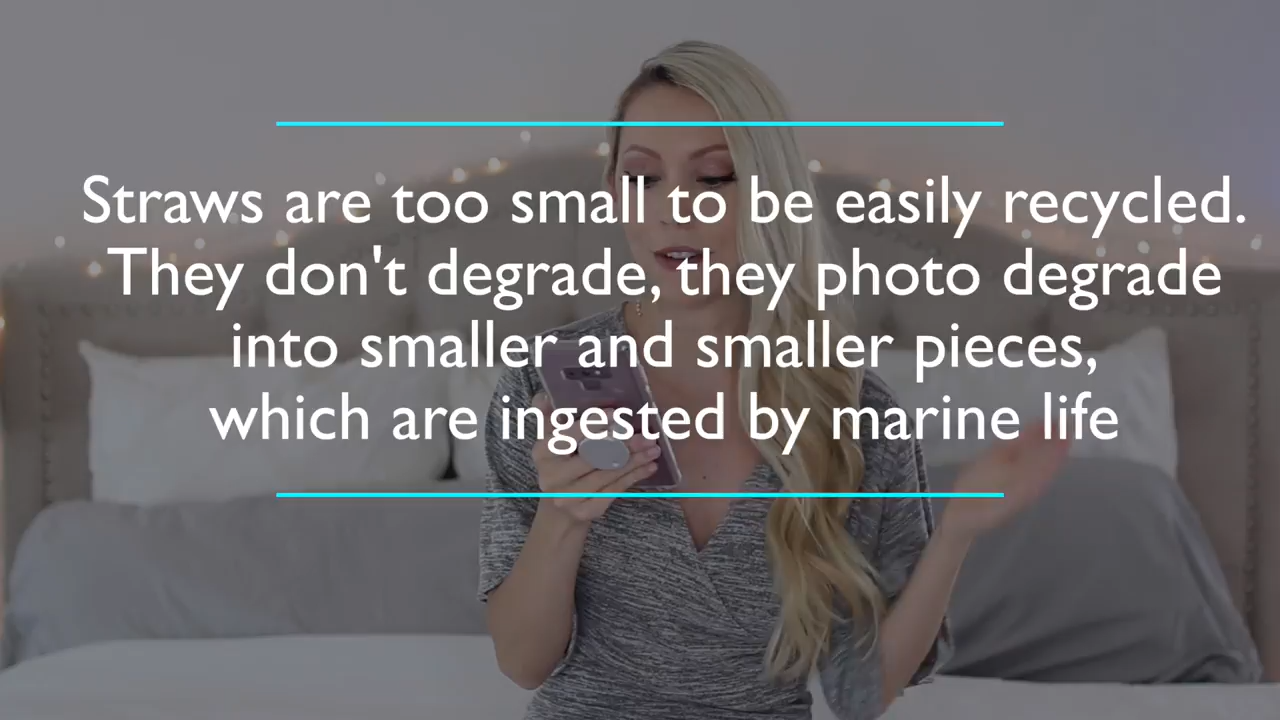 Straws are too small to be easily recycled.
They don't degrade, they photo degrade
into smaller and smaller pieces,
which are ingested by marine life